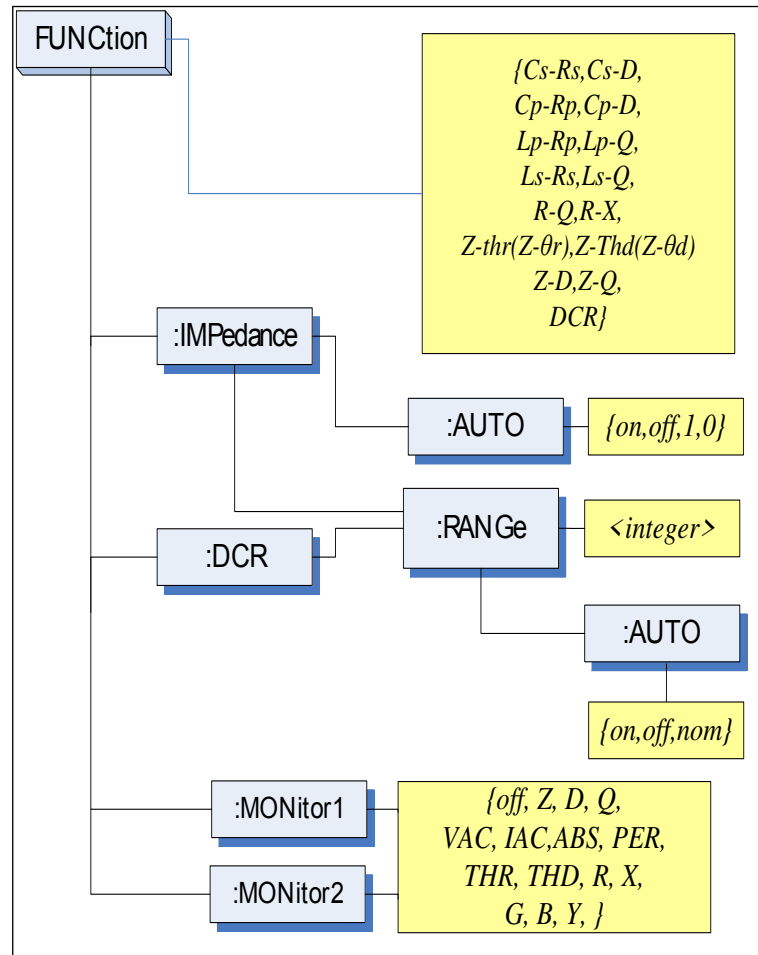 FUNCtion
{Cs-Rs,Cs-D,
Cp-Rp,Cp-D,
Lp-Rp,Lp-Q,
Ls-Rs,Ls-Q,
R-Q,R-X,
Z-thr(Z-θr),Z-Thd(Z-θd)
Z-D,Z-Q,
DCR}
:IMPedance
:AUTO
{on,off,1,0}
:RANGe
<integer>
:DCR
:AUTO
{on,off,nom}
:MONitor1
{off, Z, D, Q,
VAC, IAC,ABS, PER,
THR, THD, R, X,
G, B, Y, }
:MONitor2